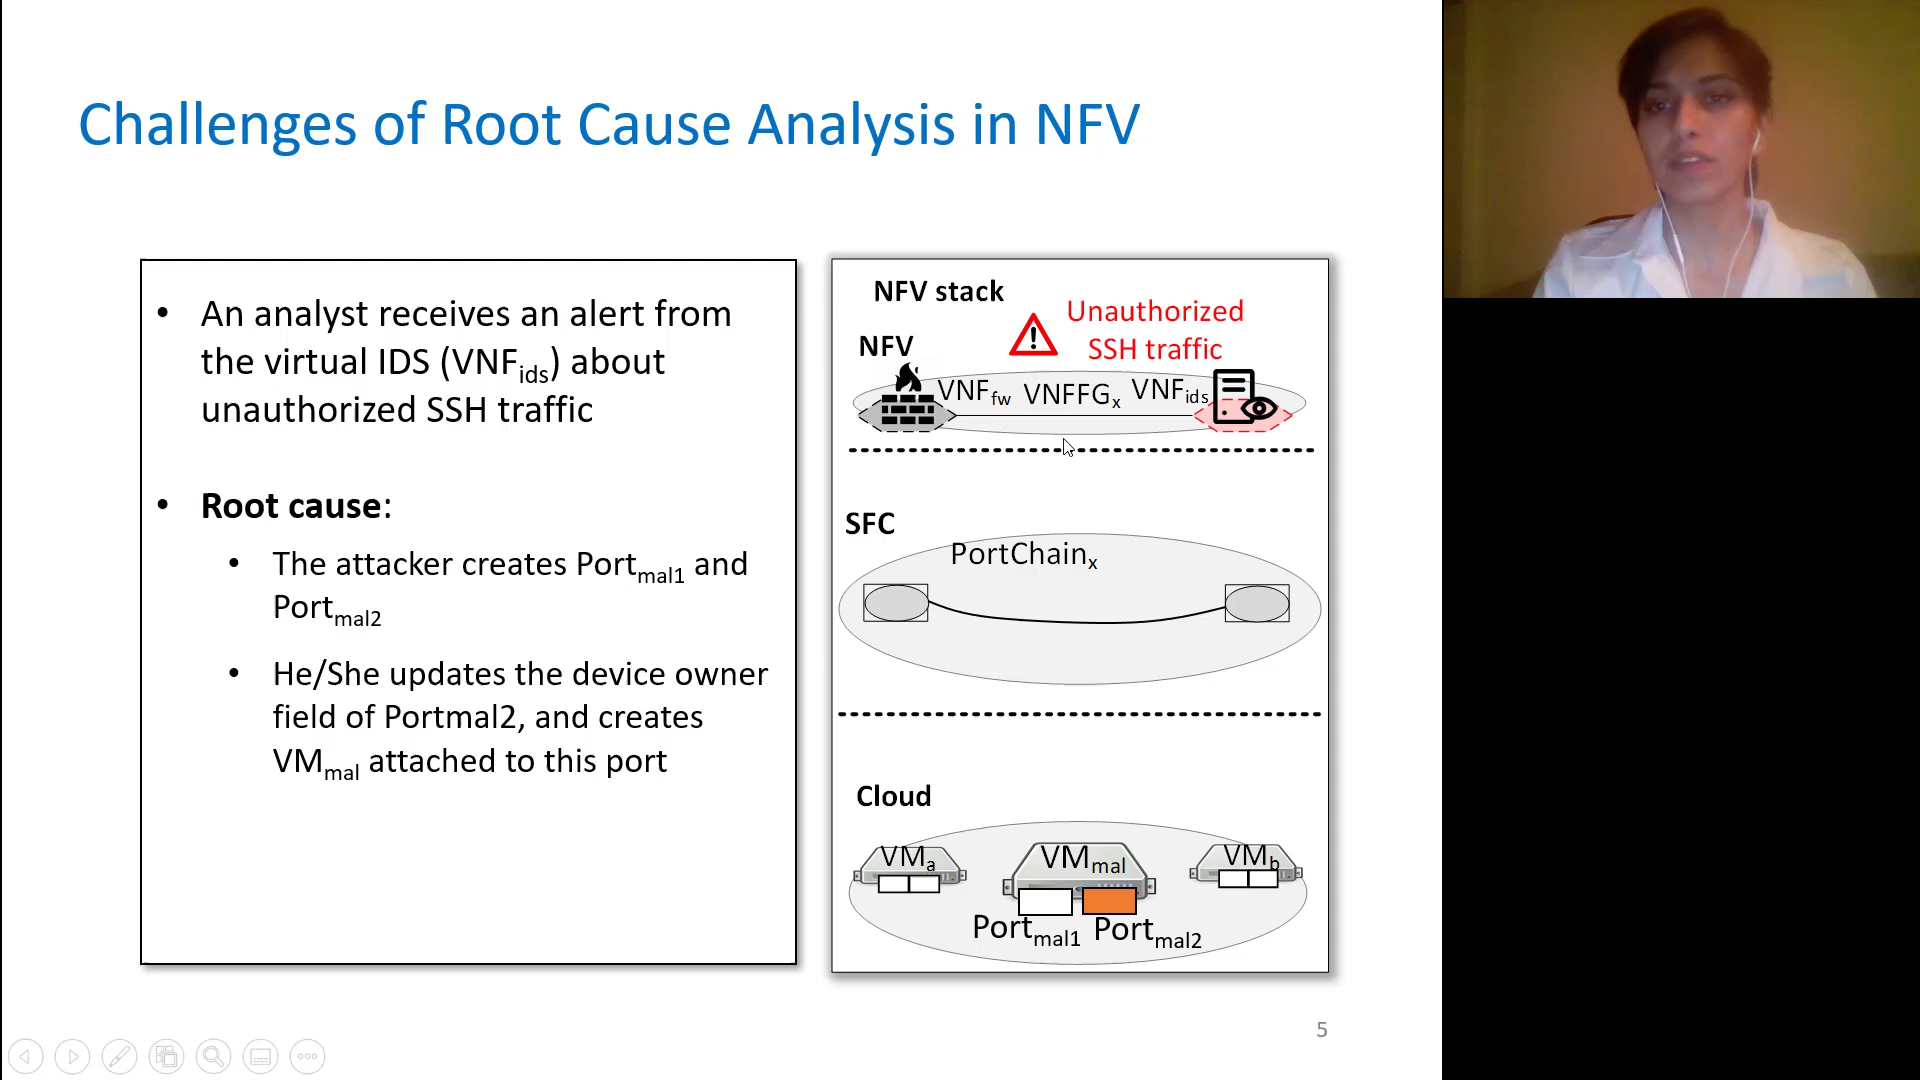 Challenges of Root Cause Analysis in NFV
• An analyst receives an alert from
the virtual IDS (VNFids) about
unauthorized SSH traffic
• Root cause:
• The attacker creates Portmal1 and
Portmal2
• He/She updates the device owner
field of Portmal2, and creates
VMmal attached to this port
NFV stack
Unauthorized
SSH traffic
NFV
VNFfw VNFFGx VNFids
SFC
PortChainx
Cloud
VMa VMmal VMb
Portmal1 Portmal2
5